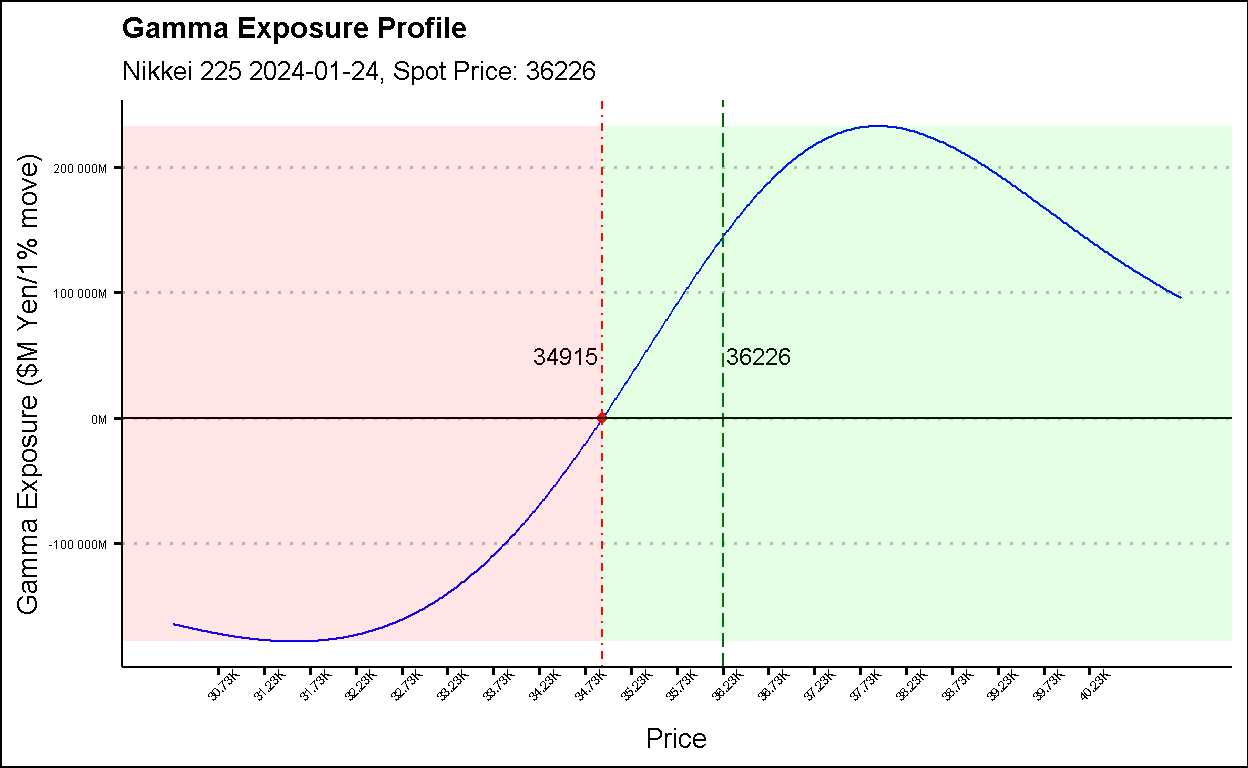 Gamma Exposure Profile
Nikkei 225 2024-01-24, Spot Price: 36226
Gamma Exposure ($M Yen/1% move)
200 000M
100 000M
0M
-100 000M
34915
36226
30.73K
31.23K
31.73K
32.23K
32.73K
33.23K
33.73K
34.23K
34.73K
35.23K
35.73K
36.23K
36.73K
37.23K
37.73K
38.23K
38.73K
39.23K
39.73K
40.23K
Price